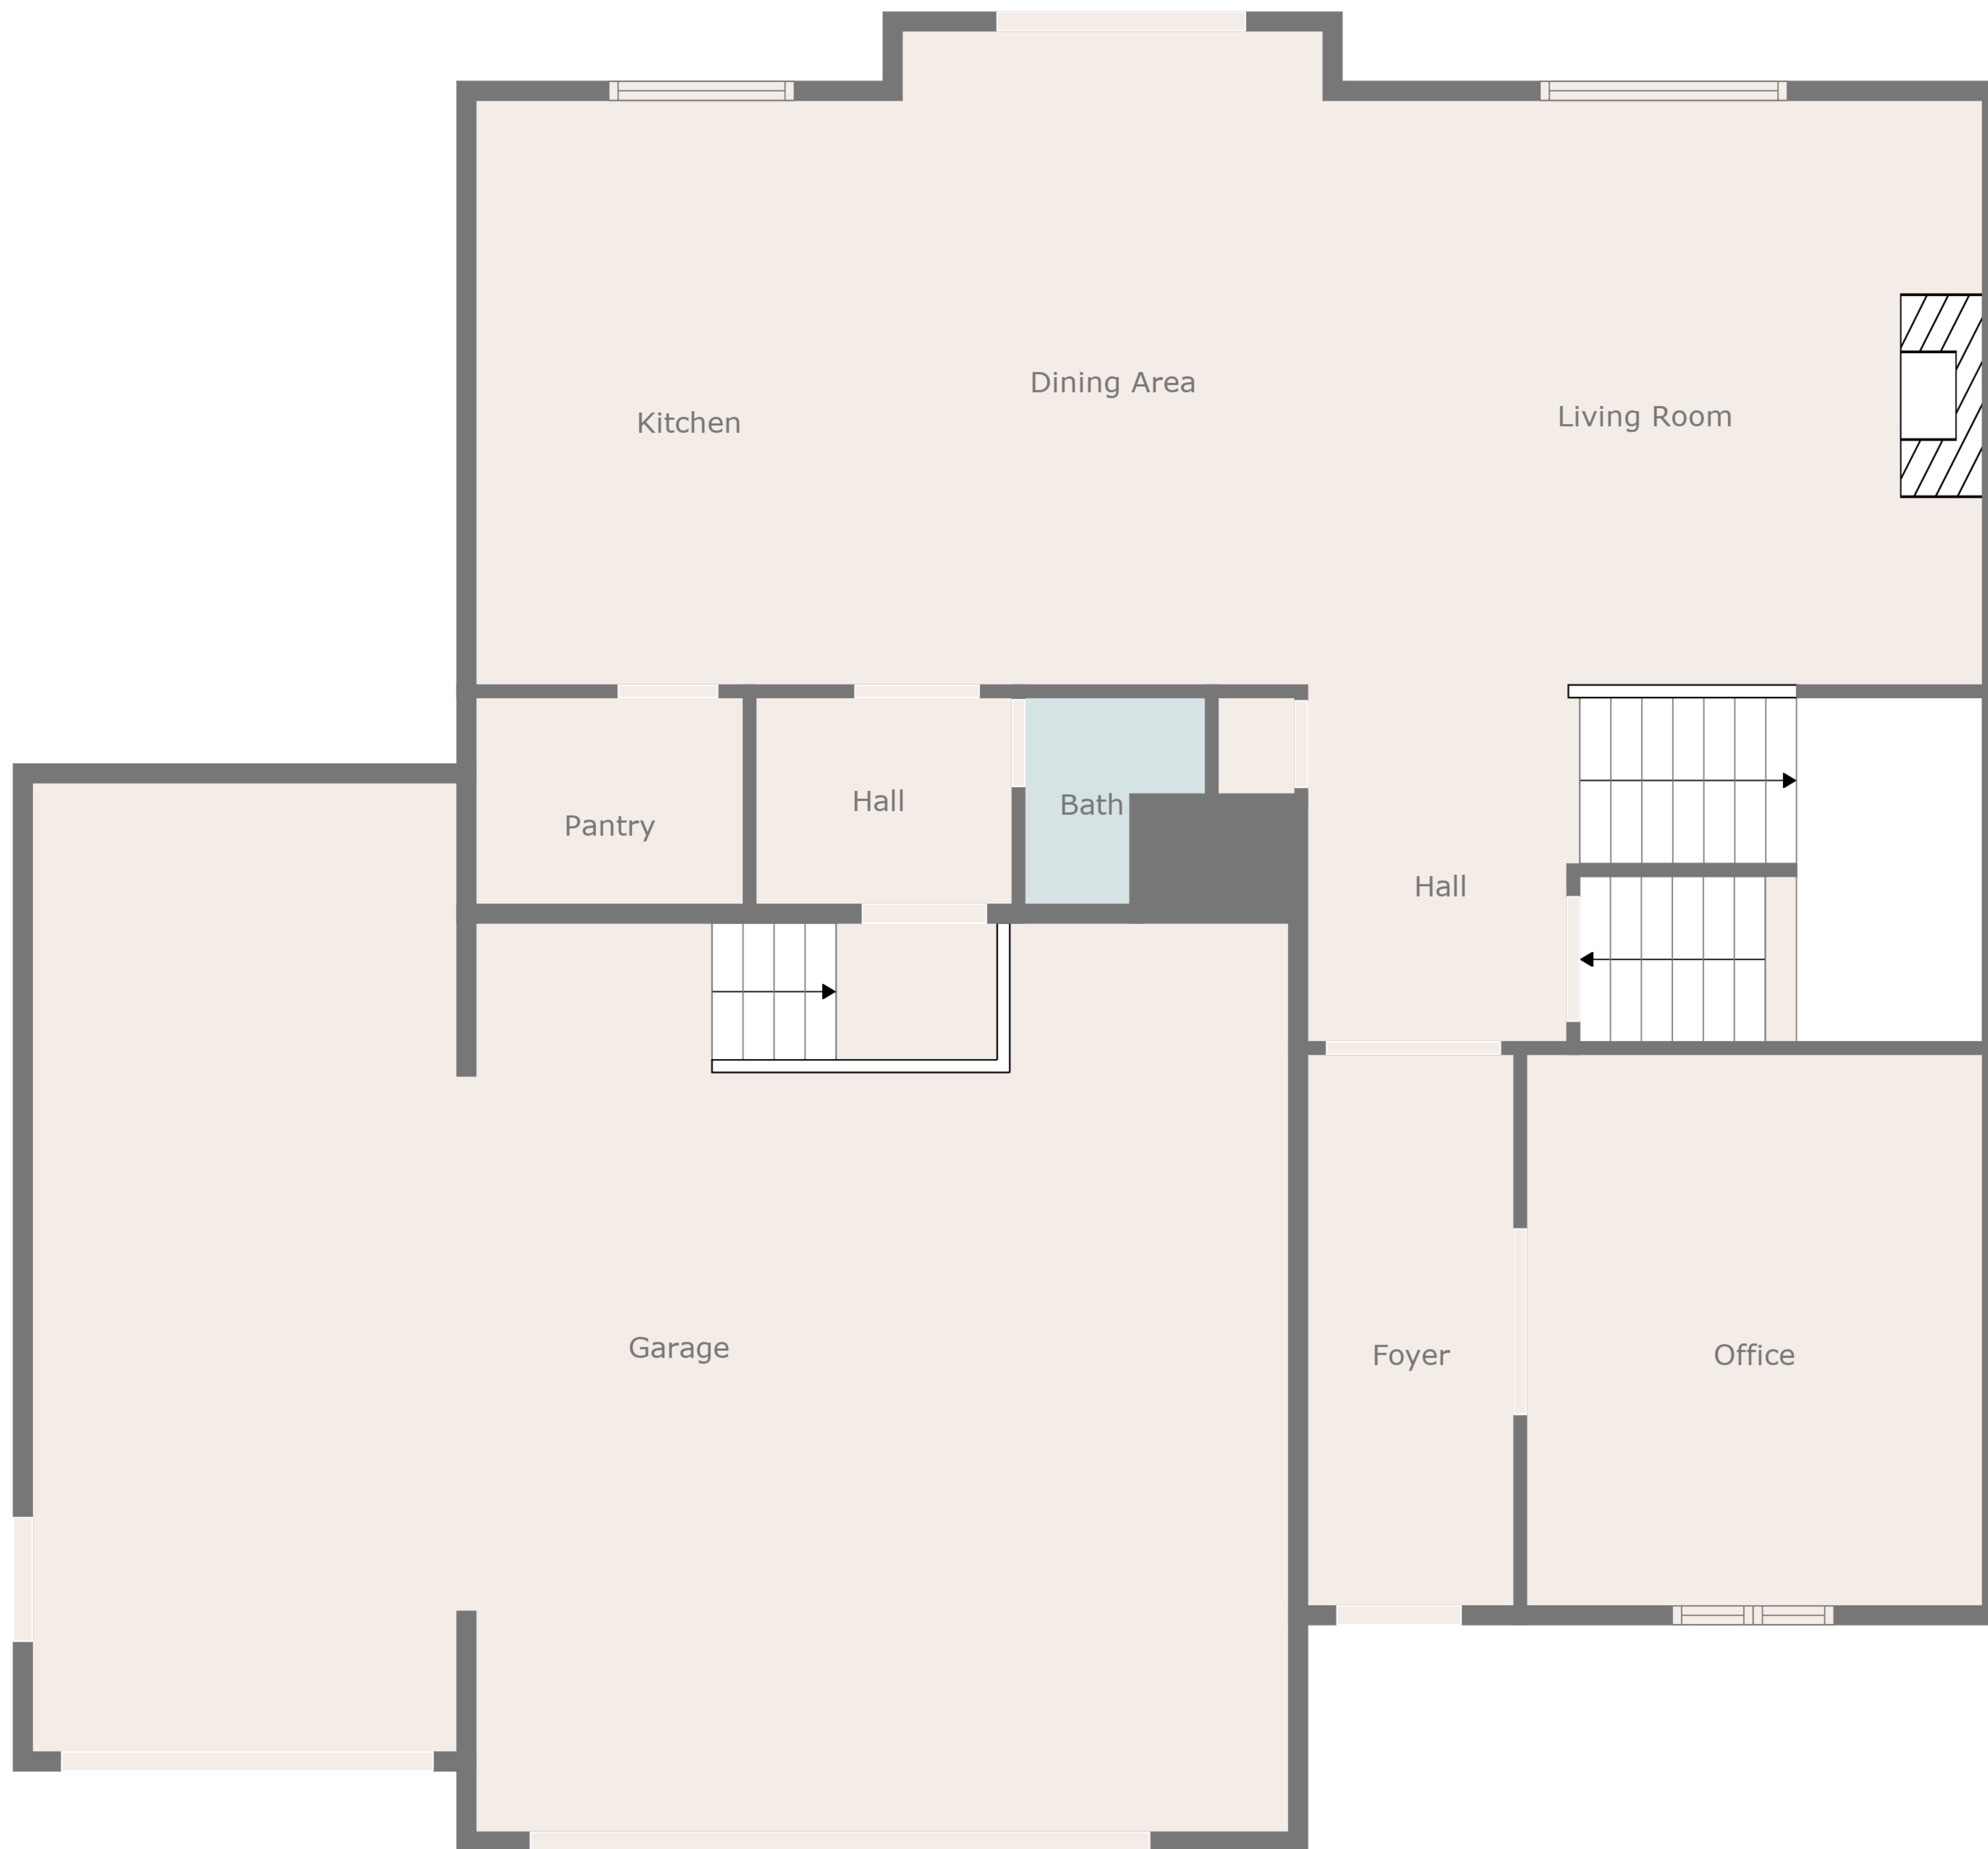 Dining Area
Living Room
Kitchen
Hall
Bath
Pantry
Hall
Garage
Foyer
Office